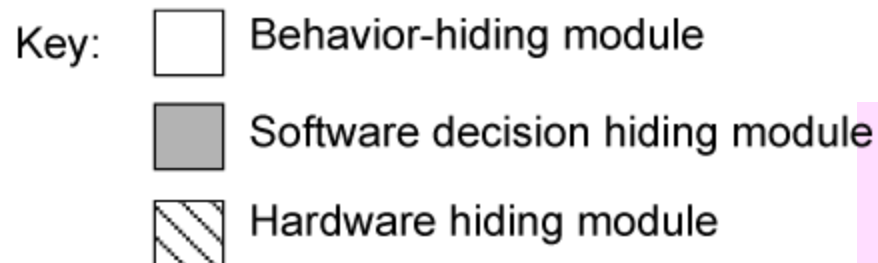 Key: Behavior-hiding module
Software decision hiding module
Hardware hiding module